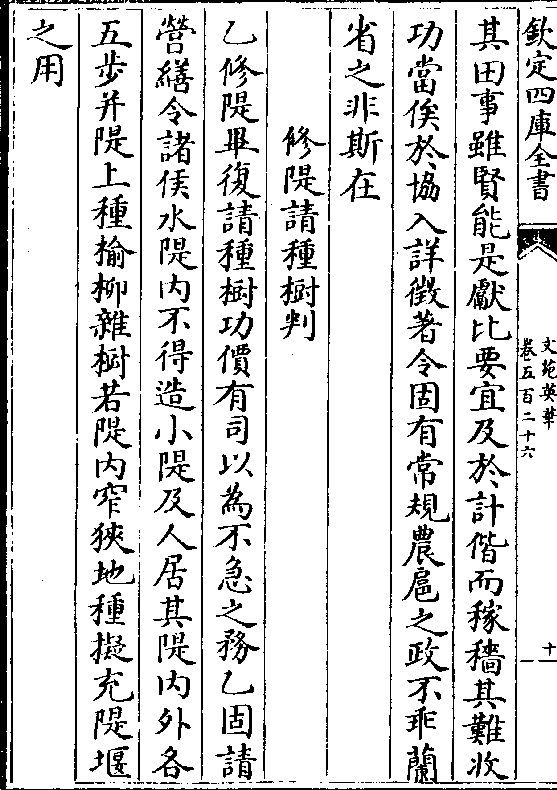 欽定四庫全書
文苑英華
卷五百二十六
十
其田事雖賢能是獻比要宜及於計偕而稼穡其難收
功當俟於協入詳徵著令固有常規農扈之政不乖蘭
省之非斯在
修隄請種樹判
乙修隄畢復請種樹功價有司以為不急之務乙固請
營繕令諸侯水隄内不得造小隄及人居其隄内外各
五步并隄上種榆柳雜樹若隄内窄狹地種擬充隄堰
之用